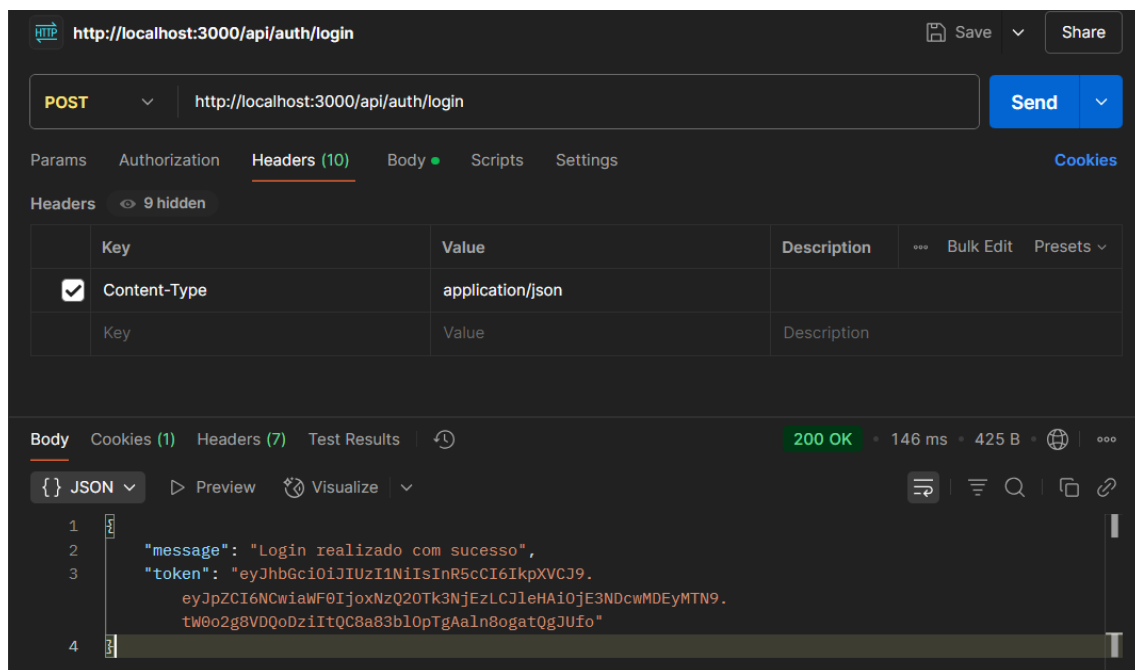 HTTP http://localhost:3000/api/auth/login Save Share
POST http://localhost:3000/api/auth/login Send
Params Authorization Headers (10) Body Scripts Settings Cookies
Headers 9 hidden
Key Value Description Bulk Edit Presets
Content-Type application/json
Key Value Description
Body Cookies (1) Headers (7) Test Results 200 OK 146 ms 425 B
{} JSON Preview Visualize
1 {
2 "message": "Login realizado com sucesso",
3 "token": "eyJhbGciOiJIUzI1NiIsInR5cCI6IkpXVCJ9.
eyJpZCI6NCwiaWF0IjoxNzQ2OTk3NjEzLCJleHAiOjE3NDcwMDEyMTN9.
tW0o2g8VDQoDziItQC8a83blOpTgAaln8ogatQgJUfo"
4 }